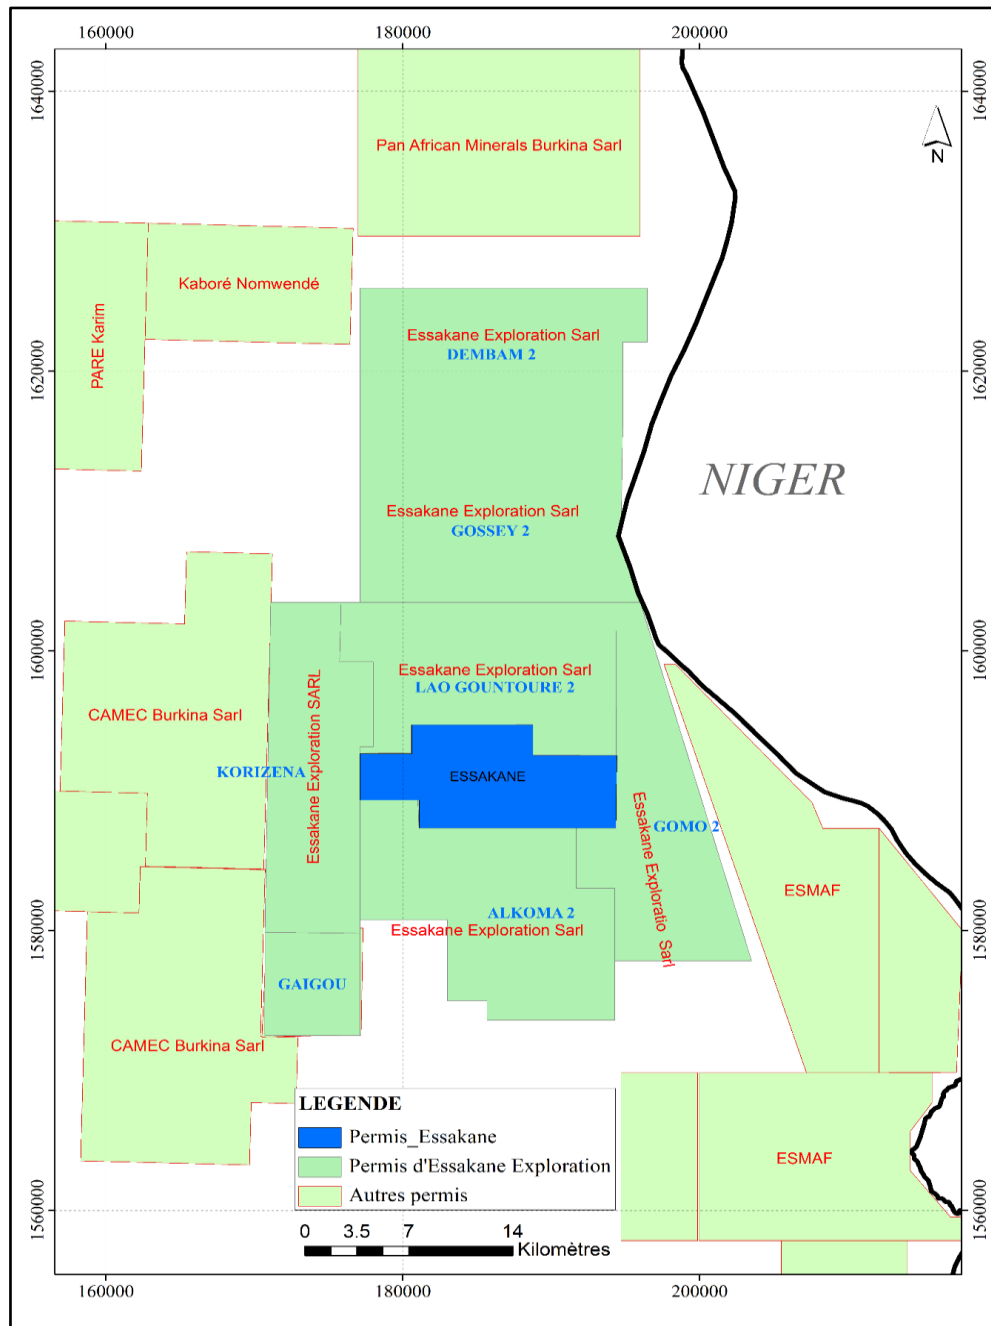 160000
180000
200000
1640000
1640000
Pan African Minerals Burkina Sarl
N
Kaboré Nomwendé
PARE Karim
Essakane Exploration Sarl
DEMBAM 2
1620000
1620000
NIGER
Essakane Exploration Sarl
GOSSEY 2
1600000
1600000
Essakane Exploration Sarl
LAO GOUNTOURE 2
CAMEC Burkina Sarl
Essakane Exploration SARL
KORIZENA
ESSAKANE
Essakane Exploratio Sarl
GOMO 2
ESMAF
ALKOMA 2
Essakane Exploration Sarl
1580000
1580000
GAIGOU
CAMEC Burkina Sarl
LEGENDE
Permis_Essakane
Permis d'Essakane Exploration
Autres permis
0 3.5 7 14
Kilomètres
ESMAF
1560000
1560000
160000
180000
200000